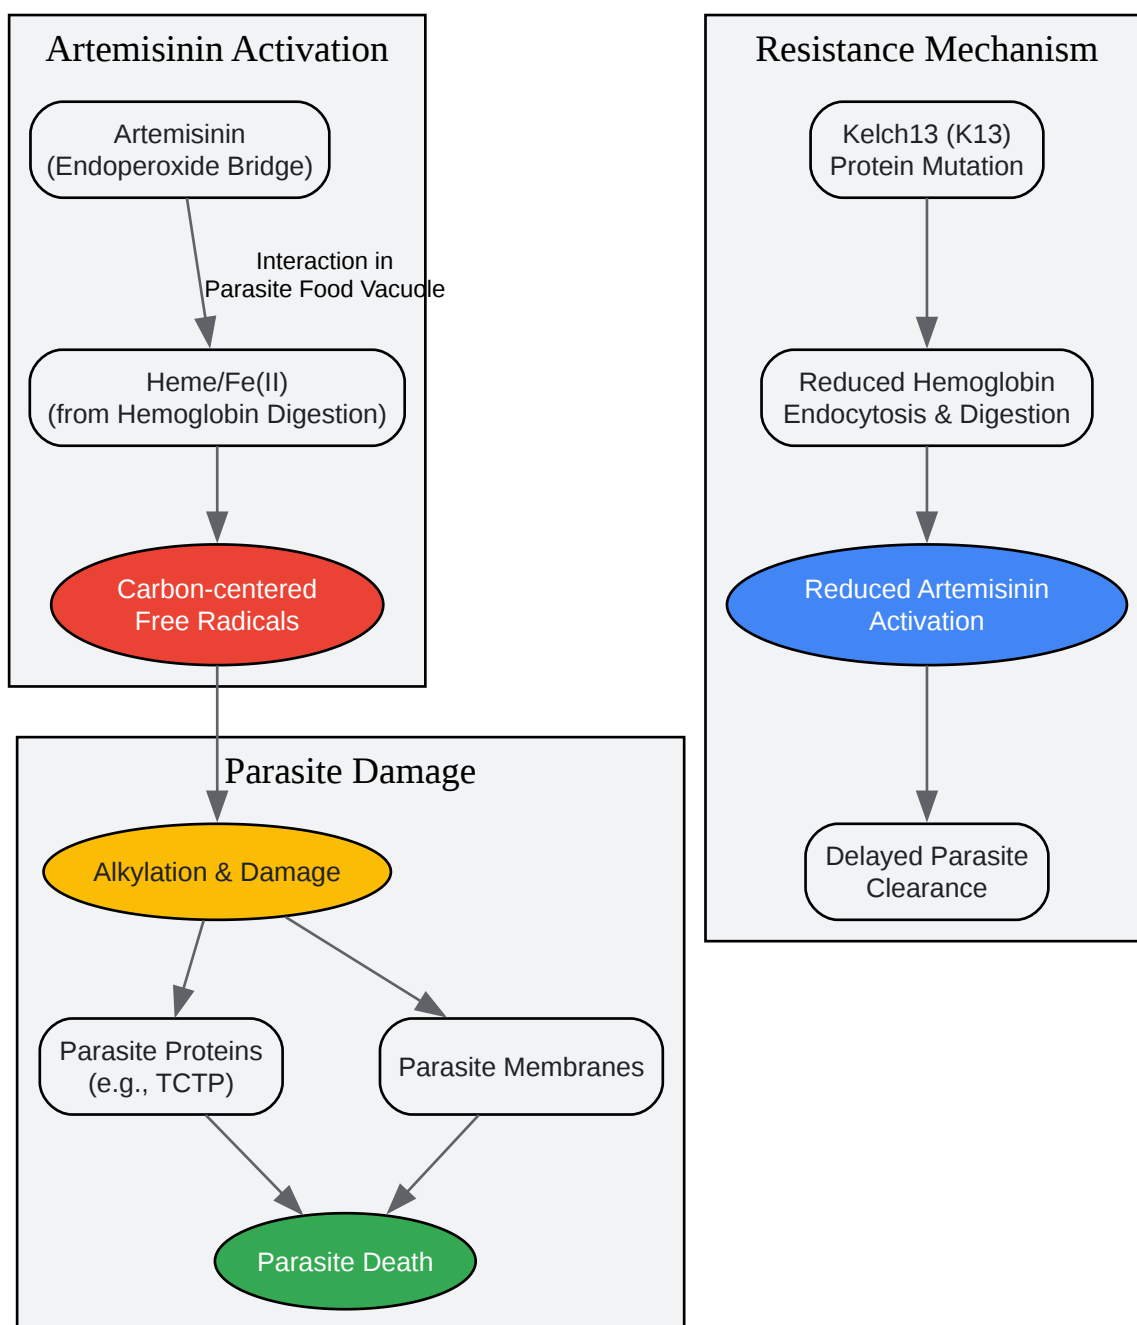 Artemisinin Activation
Artemisinin
(Endoperoxide Bridge)
Interaction in
Parasite Food Vacuole
Heme/Fe(II)
(from Hemoglobin Digestion)
Carbon-centered
Free Radicals
Parasite Damage
Alkylation & Damage
Parasite Proteins
(e.g., TCTP)
Parasite Membranes
Parasite Death
Resistance Mechanism
Kelch13 (K13)
Protein Mutation
Reduced Hemoglobin
Endocytosis & Digestion
Reduced Artemisinin
Activation
Delayed Parasite
Clearance